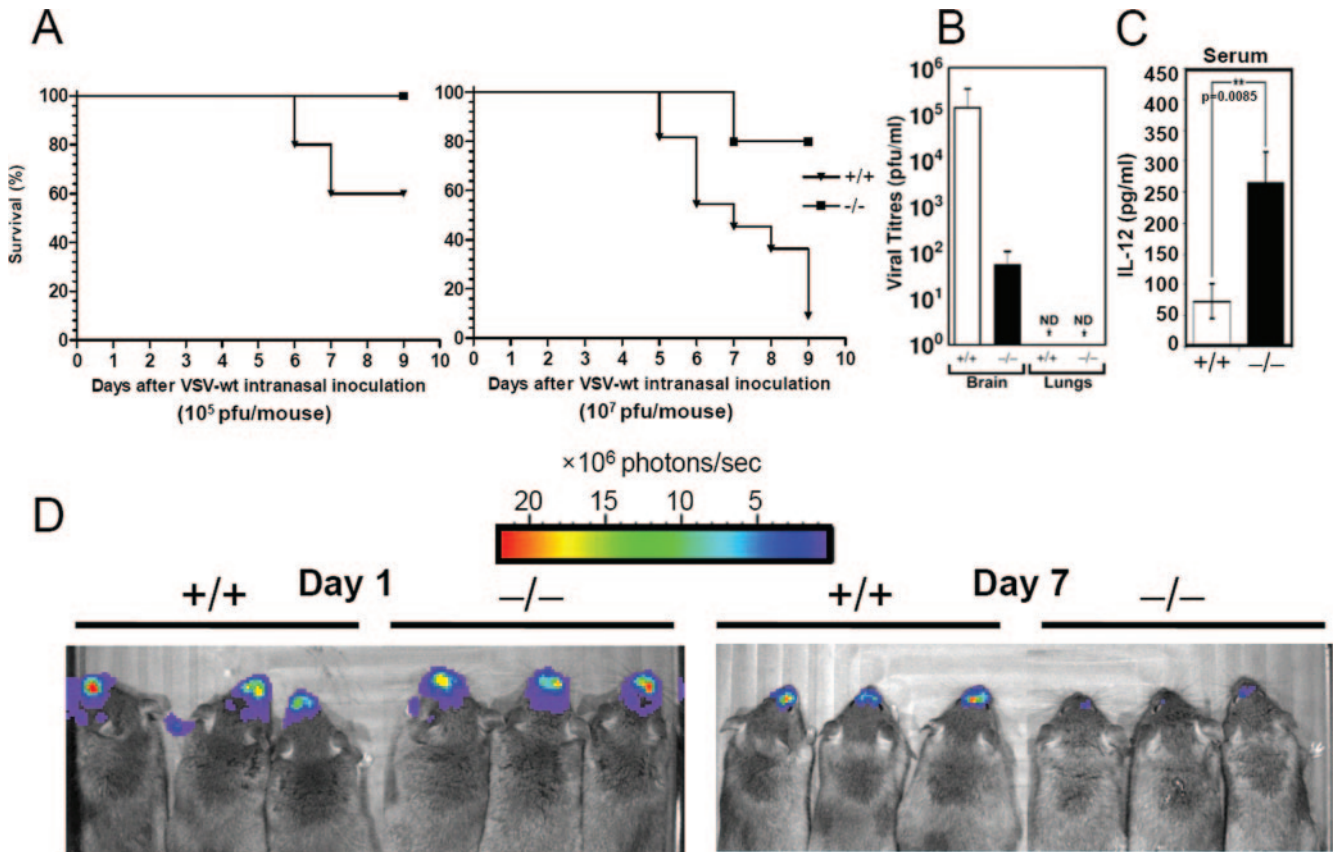 A
Survival (%)
100
80
60
40
20
0
0 1 2 3 4 5 6 7 8 9 10
Days after VSV-wt intranasal inoculation
(10⁵ pfu/mouse)
100
80
60
40
20
0
0 1 2 3 4 5 6 7 8 9 10
Days after VSV-wt intranasal inoculation
(10⁷ pfu/mouse)
+/+
-/-
B
Viral Titres (pfu/ml)
10⁶
10⁵
10⁴
10³
10²
10¹
10⁰
ND ND
* *
+/+ –/– +/+ –/–
Brain Lungs
C
Serum
IL-12 (pg/ml)
450
400
350
300
250
200
150
100
50
0
**
p=0.0085
+/+ –/–
×10⁶ photons/sec
20 15 10 5
D
+/+ Day 1 –/–
+/+ Day 7 –/–